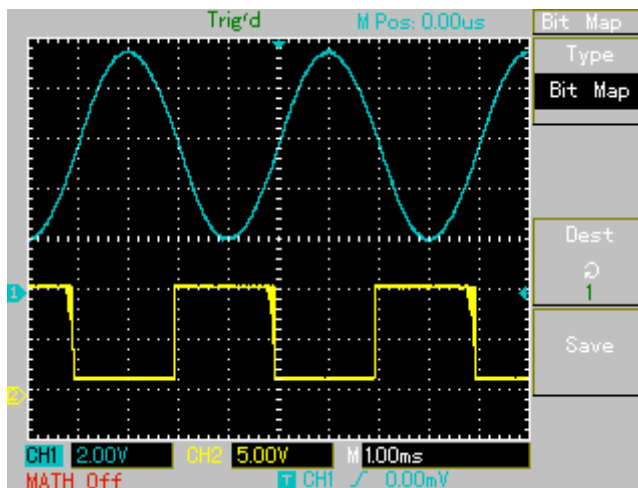 Trig'd M Pos: 0.00us Bit Map
Type
Bit Map
Dest
1
Save
1
2
CH1 2.00V CH2 5.00V M 1.00ms
MATH Off T CH1 0.00mV